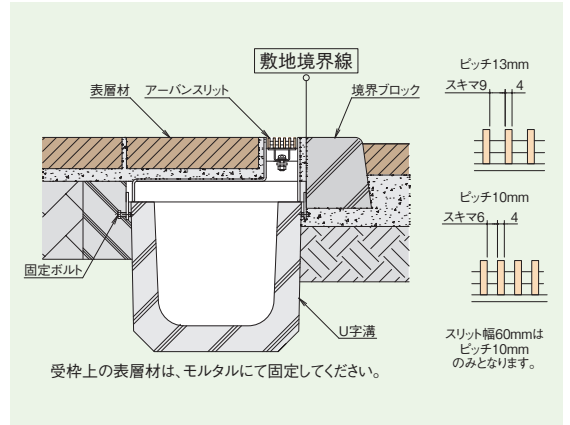 敷地境界線
表層材
アーバンスリット
境界ブロック
固定ボルト
U字溝
受枠上の表層材は、モルタルにて固定してください。
ピッチ13mm
スキマ9 4
ピッチ10mm
スキマ6 4
スリット幅60mmは
ピッチ10mm
のみとなります。